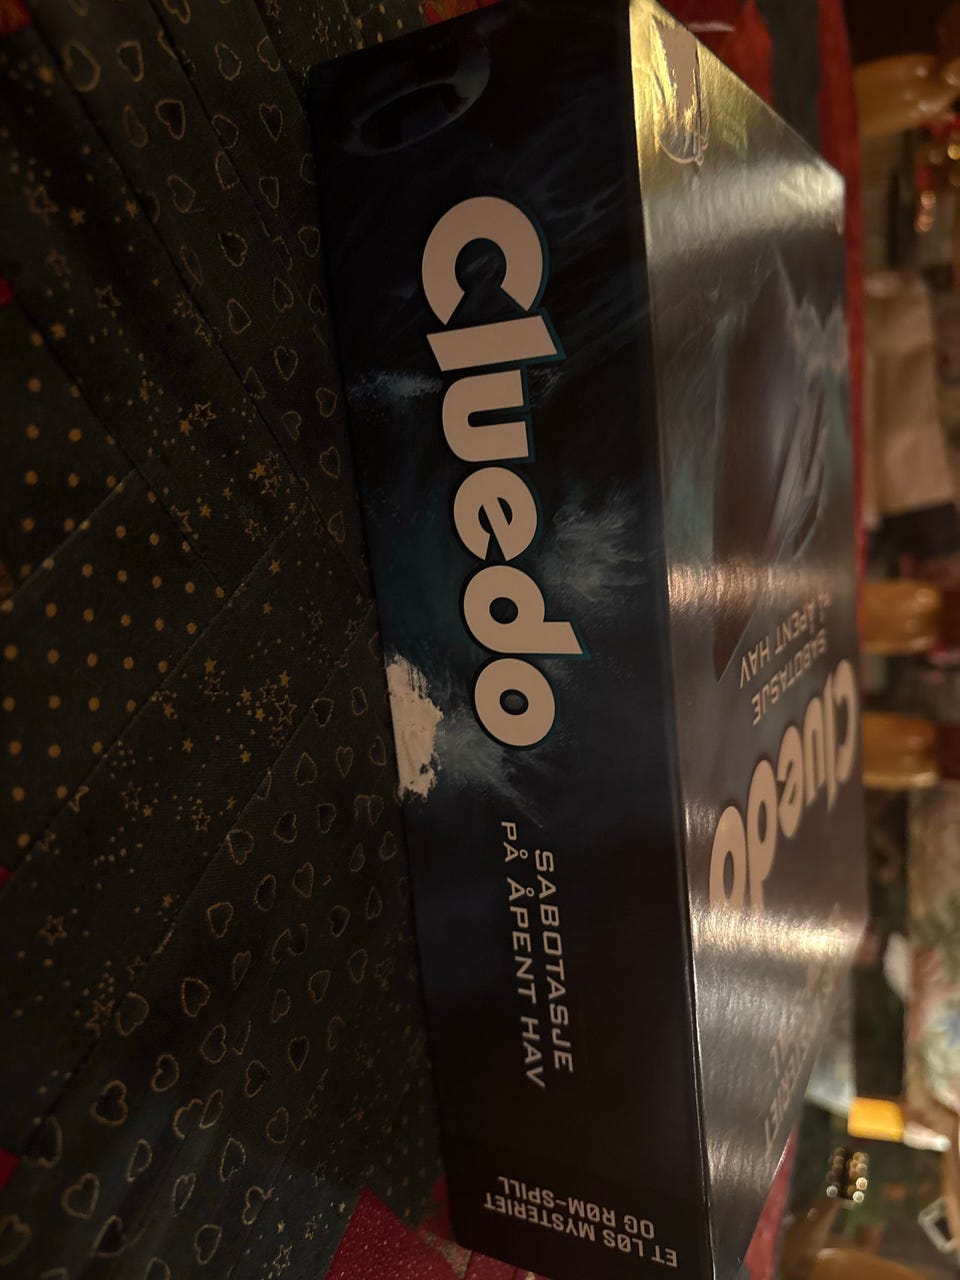 Cluedo
SABOTASJE
PÅ ÅPENT HAV
ET LØS MYSTERIET
OG RØM-SPILL
Cluedo
SABOTASJE
PÅ ÅPENT HAV